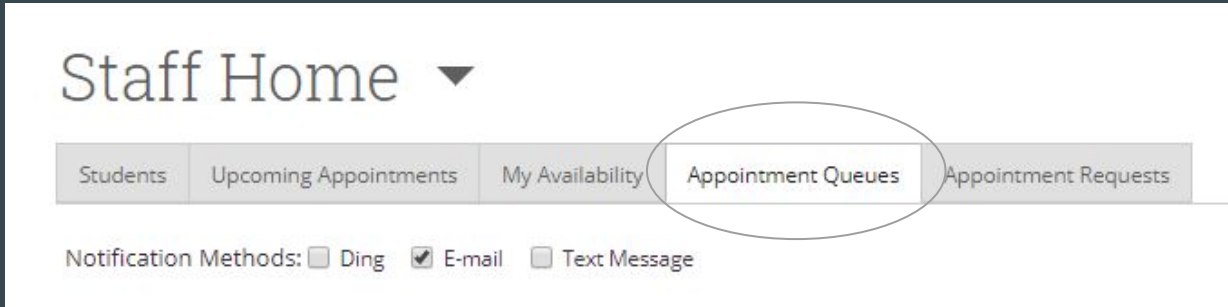 Staff Home
Students Upcoming Appointments My Availability Appointment Queues Appointment Requests
Notification Methods: Ding E-mail Text Message